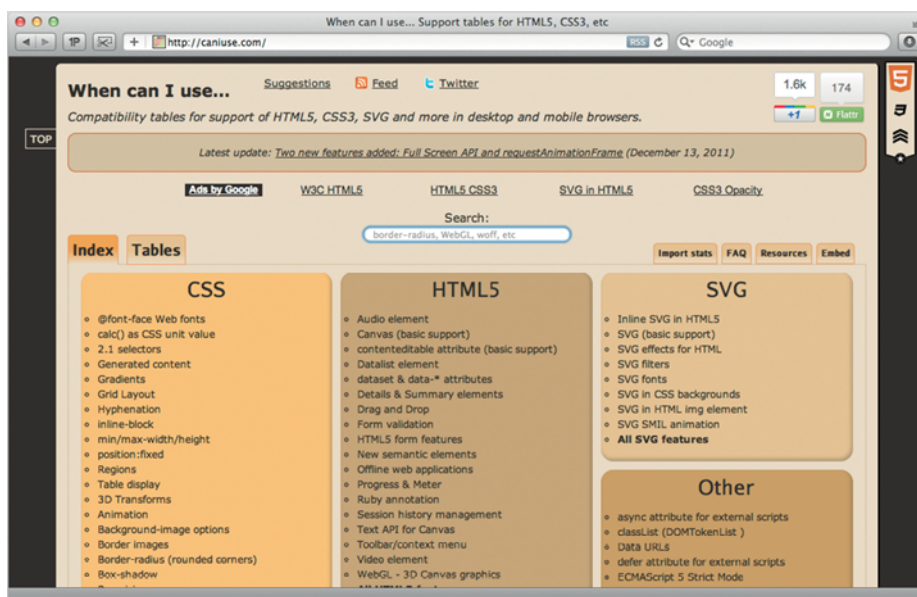 When can I use... Support tables for HTML5, CSS3, etc
1P + http://caniuse.com/ RSS Google
When can I use... Suggestions Feed Twitter
1.6k 174
+1 Flattr
Compatibility tables for support of HTML5, CSS3, SVG and more in desktop and mobile browsers.
TOP
Latest update: Two new features added: Full Screen API and requestAnimationFrame (December 13, 2011)
Ads by Google W3C HTML5 HTML5 CSS3 SVG in HTML5 CSS3 Opacity
Search:
border-radius, WebGL, woff, etc
Index Tables Import stats FAQ Resources Embed
CSS
@font-face Web fonts
calc() as CSS unit value
2.1 selectors
Generated content
Gradients
Grid Layout
Hyphenation
inline-block
min/max-width/height
position:fixed
Regions
Table display
3D Transforms
Animation
Background-image options
Border images
Border-radius (rounded corners)
Box-shadow
HTML5
Audio element
Canvas (basic support)
contenteditable attribute (basic support)
Datalist element
dataset & data-* attributes
Details & Summary elements
Drag and Drop
Form validation
HTML5 form features
New semantic elements
Offline web applications
Progress & Meter
Ruby annotation
Session history management
Text API for Canvas
Toolbar/context menu
Video element
WebGL - 3D Canvas graphics
SVG
Inline SVG in HTML5
SVG (basic support)
SVG effects for HTML
SVG filters
SVG fonts
SVG in CSS backgrounds
SVG in HTML img element
SVG SMIL animation
All SVG features
Other
async attribute for external scripts
classList (DOMTokenList )
Data URLs
defer attribute for external scripts
ECMAScript 5 Strict Mode